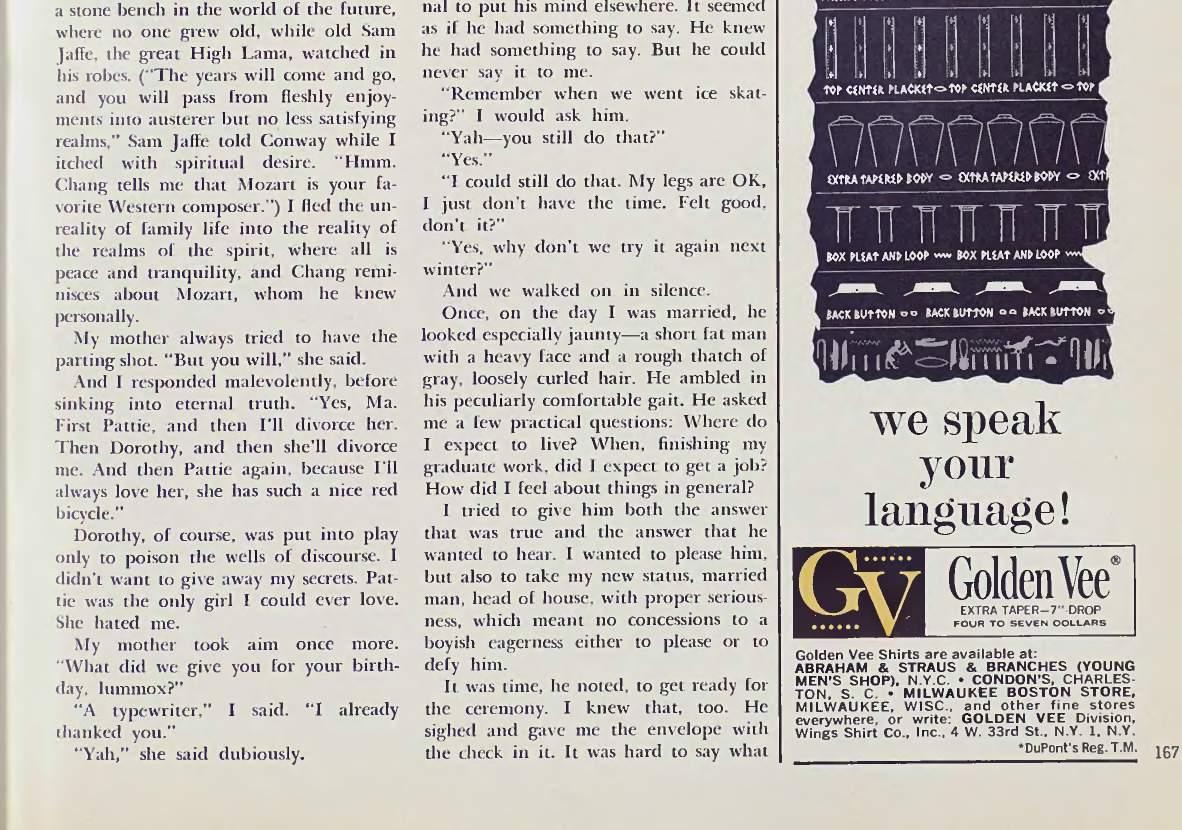 a stone bench in the world of the future,
where no one grew old, while old Sam
Jaffe, the great High Lama, watched in
his robes. ("The years will come and go,
and you will pass from fleshly enjoy-
ments into austerer but no less satisfying
realms," Sam Jaffe told Conway while I
itched with spiritual desire. "Hmm.
Chang tells me that Mozart is your fa-
vorite Western composer.") I fled the un-
reality of family life into the reality of
the realms of the spirit, where all is
peace and tranquility, and Chang remi-
nisces about Mozart, whom he knew
personally.
My mother always tried to have the
parting shot. "But you will," she said.
And I responded malevolently, before
sinking into eternal truth. "Yes, Ma.
First Pattie, and then I'll divorce her.
Then Dorothy, and then she'll divorce
me. And then Pattie again, because I'll
always love her, she has such a nice red
bicycle."
Dorothy, of course, was put into play
only to poison the wells of discourse. I
didn't want to give away my secrets. Pat-
tie was the only girl I could ever love.
She hated me.
My mother took aim once more.
"What did we give you for your birth-
day, lummox?"
"A typewriter," I said. "I already
thanked you."
"Yah," she said dubiously.
nal to put his mind elsewhere. It seemed
as if he had something to say. He knew
he had something to say. But he could
never say it to me.
"Remember when we went ice skat-
ing?" I would ask him.
"Yah—you still do that?"
"Yes."
"I could still do that. My legs are OK,
I just don't have the time. Felt good,
don't it?"
"Yes, why don't we try it again next
winter?"
And we walked on in silence.
Once, on the day I was married, he
looked especially jaunty—a short fat man
with a heavy face and a rough thatch of
gray, loosely curled hair. He ambled in
his peculiarly comfortable gait. He asked
me a few practical questions: Where do
I expect to live? When, finishing my
graduate work, did I expect to get a job?
How did I feel about things in general?
I tried to give him both the answer
that was true and the answer that he
wanted to hear. I wanted to please him,
but also to take my new status, married
man, head of house, with proper serious-
ness, which meant no concessions to a
boyish eagerness either to please or to
defy him.
It was time, he noted, to get ready for
the ceremony. I knew that, too. He
sighed and gave me the envelope with
the check in it. It was hard to say what
TOP CENTER PLACKET TOP CENTER PLACKET TOP
EXTRA TAPERED BODY EXTRA TAPERED BODY EXT
BOX PLEAT AND LOOP BOX PLEAT AND LOOP
BACK BUTTON BACK BUTTON BACK BUTTON
we speak
your
language!
GV
Golden Vee®
EXTRA TAPER—7" DROP
FOUR TO SEVEN DOLLARS
Golden Vee Shirts are available at:
ABRAHAM & STRAUS & BRANCHES (YOUNG
MEN'S SHOP), N.Y.C. • CONDON'S, CHARLES-
TON, S. C. • MILWAUKEE BOSTON STORE,
MILWAUKEE, WISC., and other fine stores
everywhere, or write: GOLDEN VEE Division,
Wings Shirt Co., Inc., 4 W. 33rd St., N.Y. 1, N.Y.
*DuPont's Reg. T.M.
167